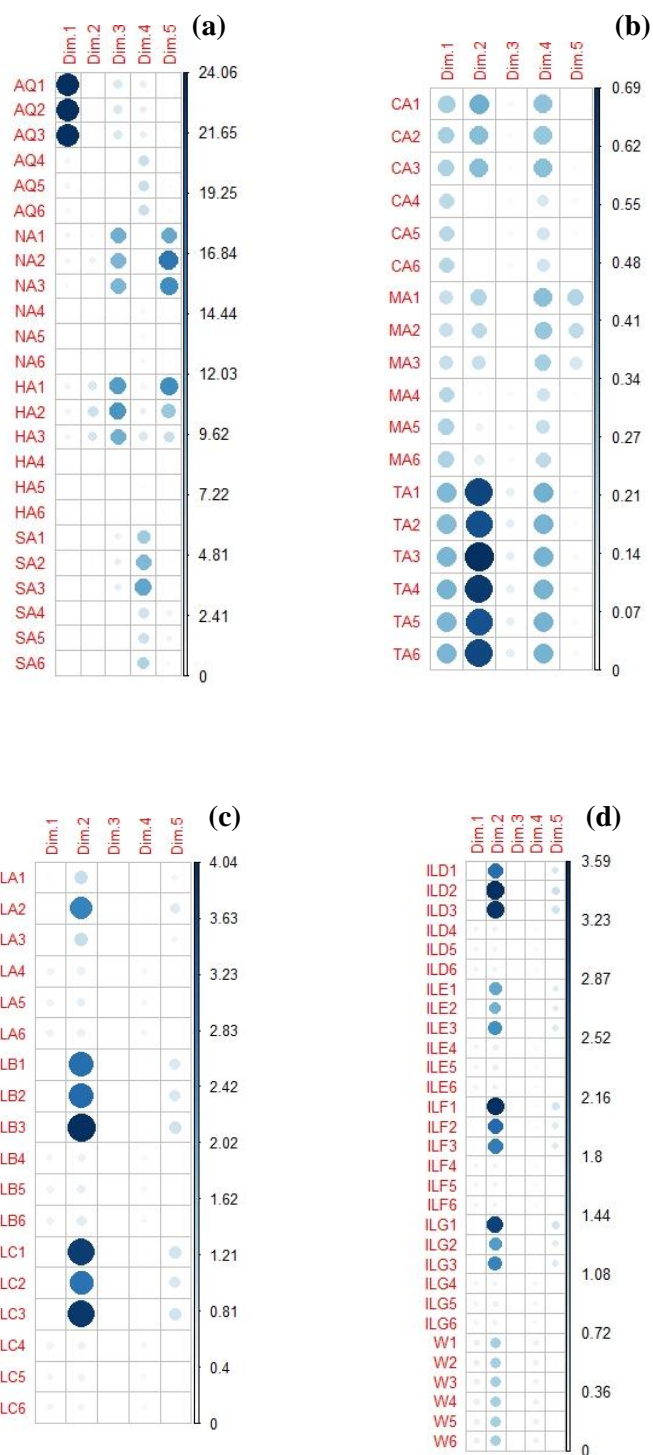 (a)
Dim.1 Dim.2 Dim.3 Dim.4 Dim.5
AQ1
AQ2
AQ3
AQ4
AQ5
AQ6
NA1
NA2
NA3
NA4
NA5
NA6
HA1
HA2
HA3
HA4
HA5
HA6
SA1
SA2
SA3
SA4
SA5
SA6
24.06
21.65
19.25
16.84
14.44
12.03
9.62
7.22
4.81
2.41
0
(b)
Dim.1 Dim.2 Dim.3 Dim.4 Dim.5
CA1
CA2
CA3
CA4
CA5
CA6
MA1
MA2
MA3
MA4
MA5
MA6
TA1
TA2
TA3
TA4
TA5
TA6
0.69
0.62
0.55
0.48
0.41
0.34
0.27
0.21
0.14
0.07
0
(c)
Dim.1 Dim.2 Dim.3 Dim.4 Dim.5
LA1
LA2
LA3
LA4
LA5
LA6
LB1
LB2
LB3
LB4
LB5
LB6
LC1
LC2
LC3
LC4
LC5
LC6
4.04
3.63
3.23
2.83
2.42
2.02
1.62
1.21
0.81
0.4
0
(d)
Dim.1 Dim.2 Dim.3 Dim.4 Dim.5
ILD1
ILD2
ILD3
ILD4
ILD5
ILD6
ILE1
ILE2
ILE3
ILE4
ILE5
ILE6
ILF1
ILF2
ILF3
ILF4
ILF5
ILF6
ILG1
ILG2
ILG3
ILG4
ILG5
ILG6
W1
W2
W3
W4
W5
W6
3.59
3.23
2.87
2.52
2.16
1.8
1.44
1.08
0.72
0.36
0